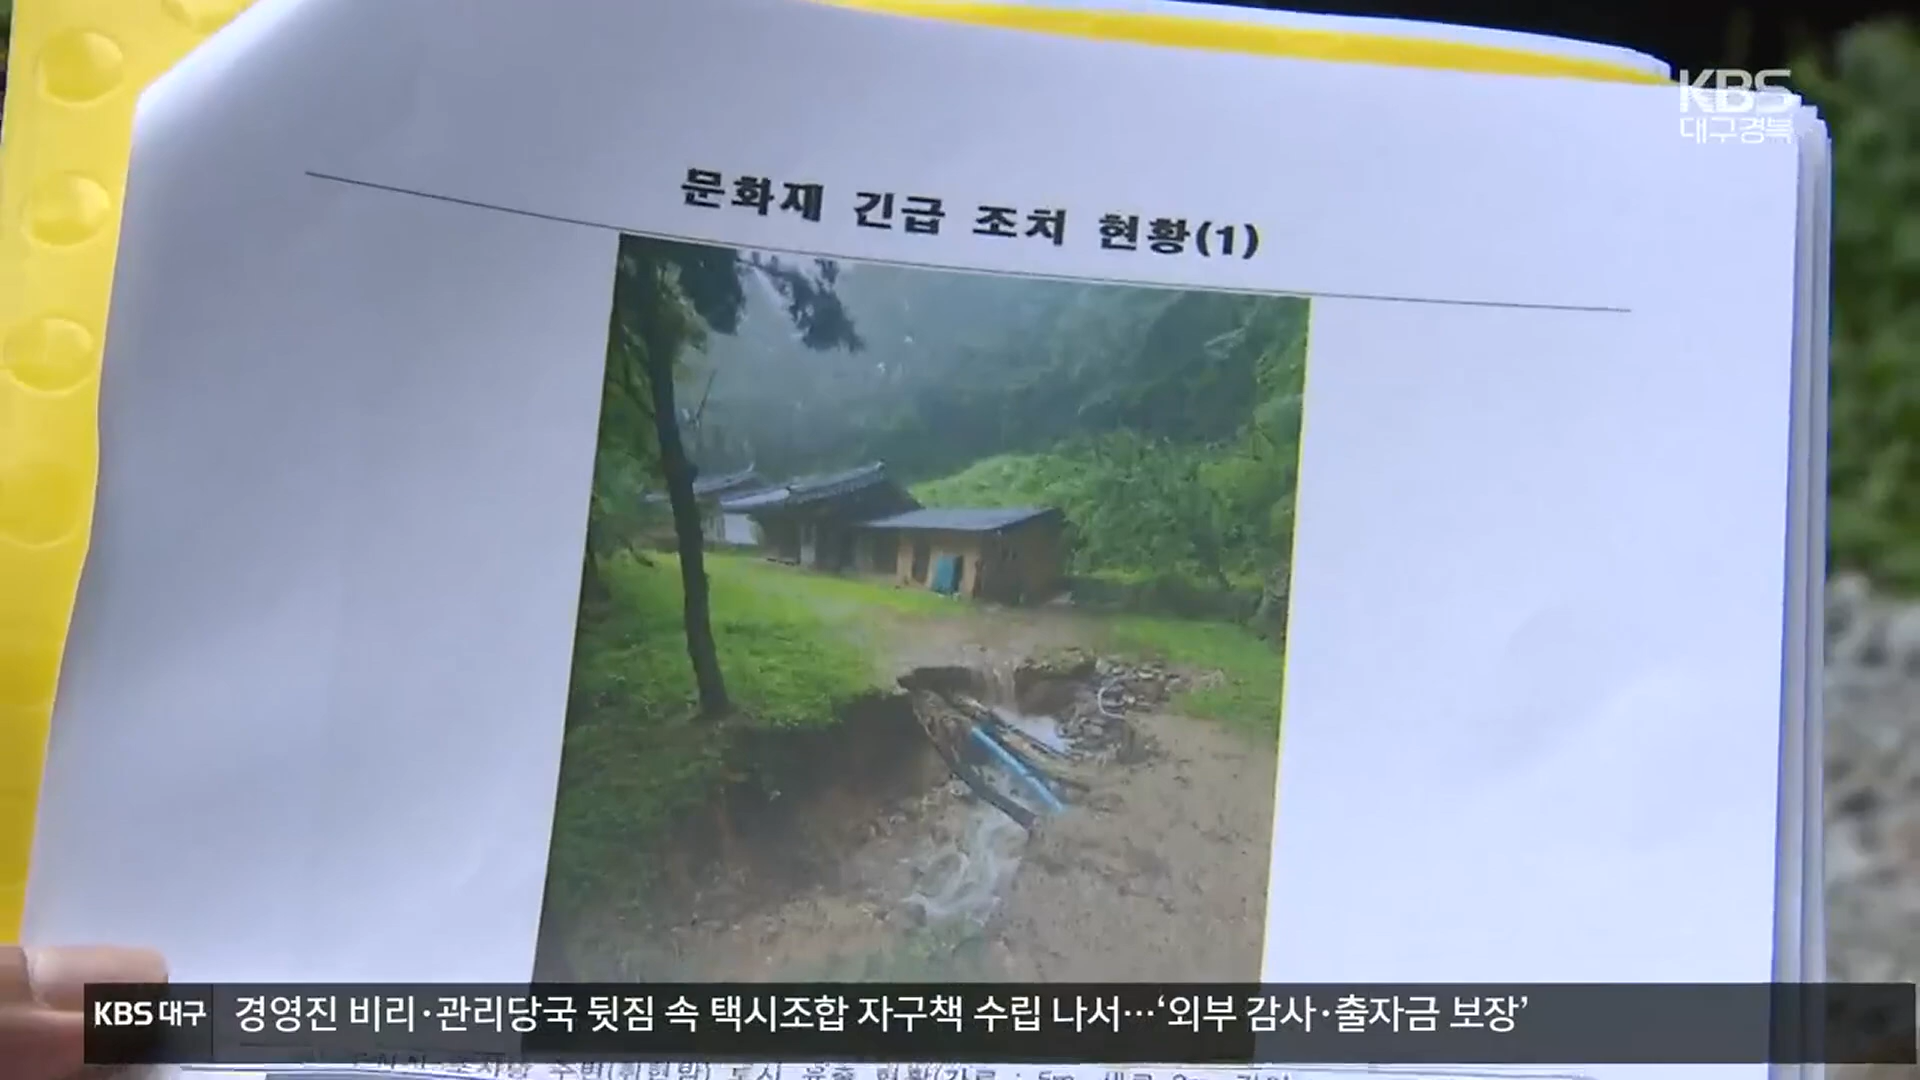 KBS
대구경북
문화재 긴급 조치 현황(1)
KBS 대구
경영진 비리·관리당국 뒷짐 속 택시조합 자구책 수립 나서…‘외부 감사·출자금 보장’